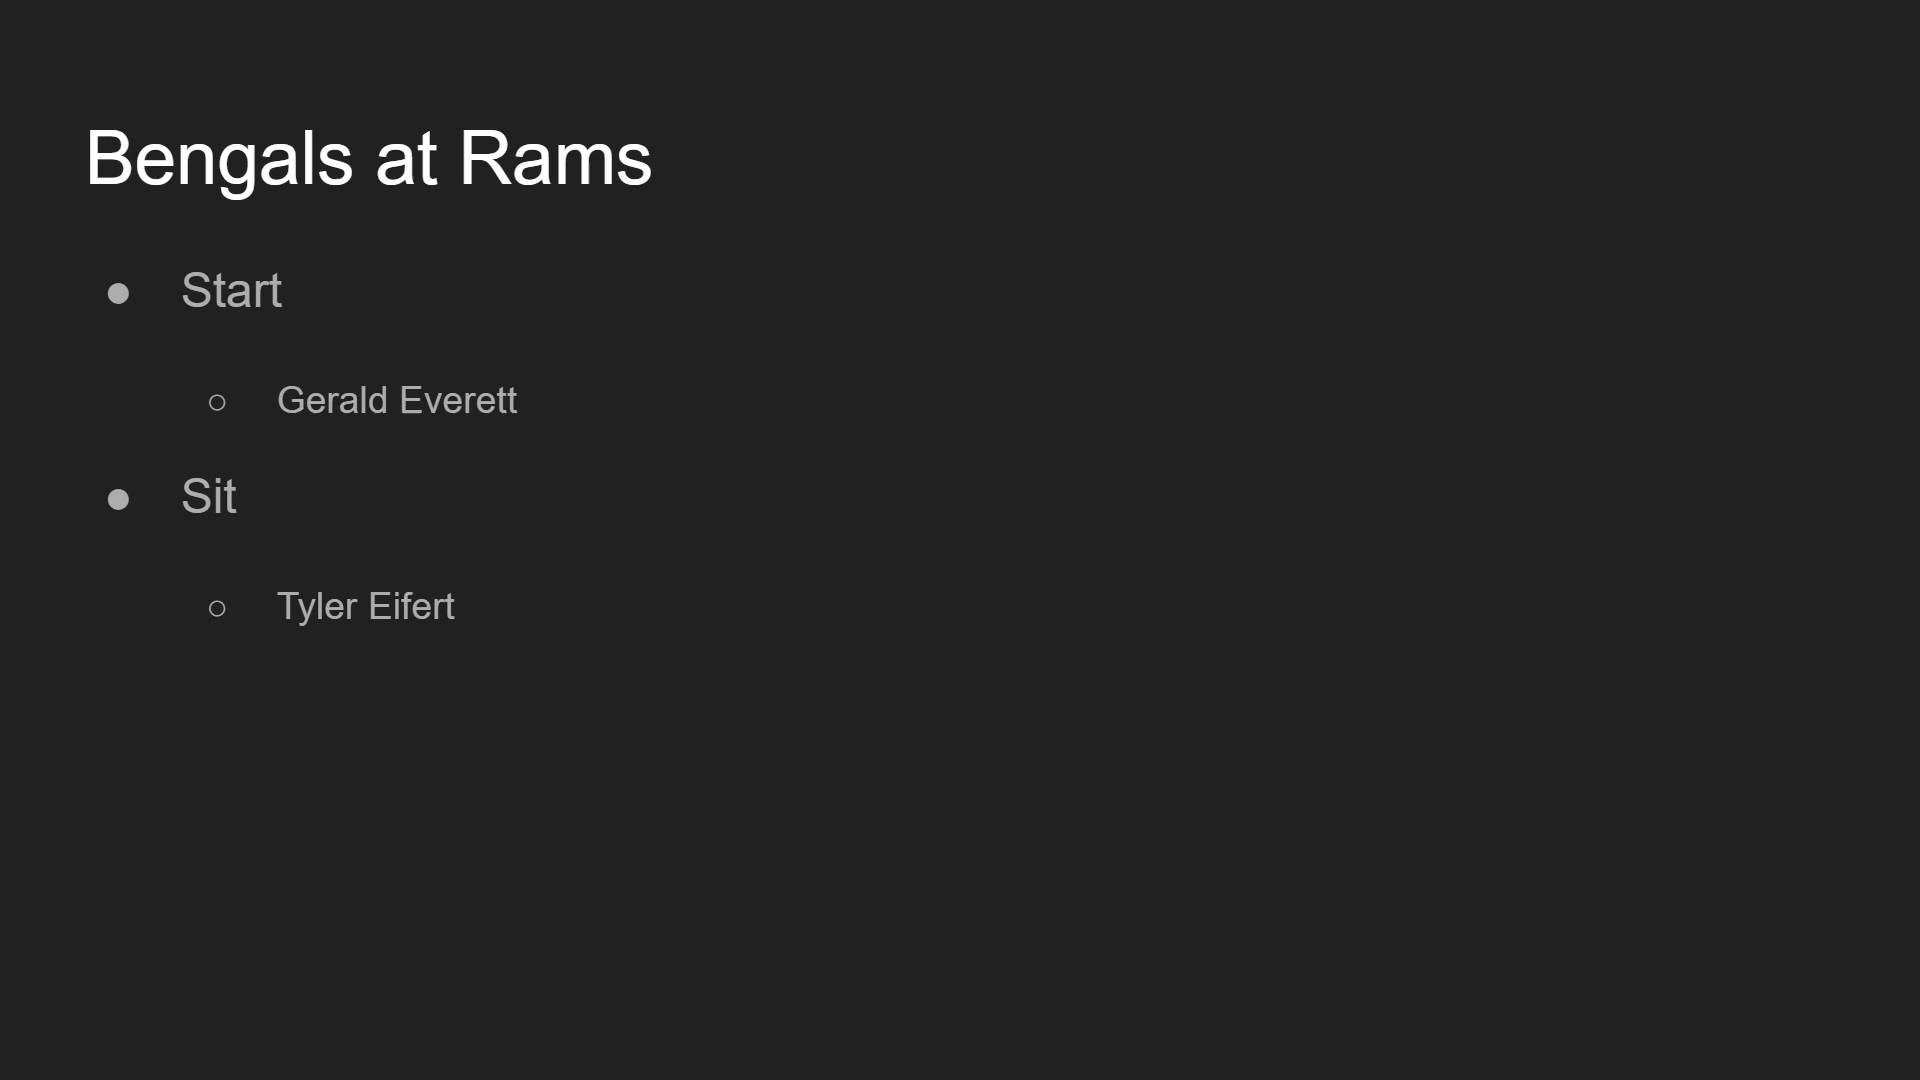 Bengals at Rams
● Start
○ Gerald Everett
● Sit
○ Tyler Eifert